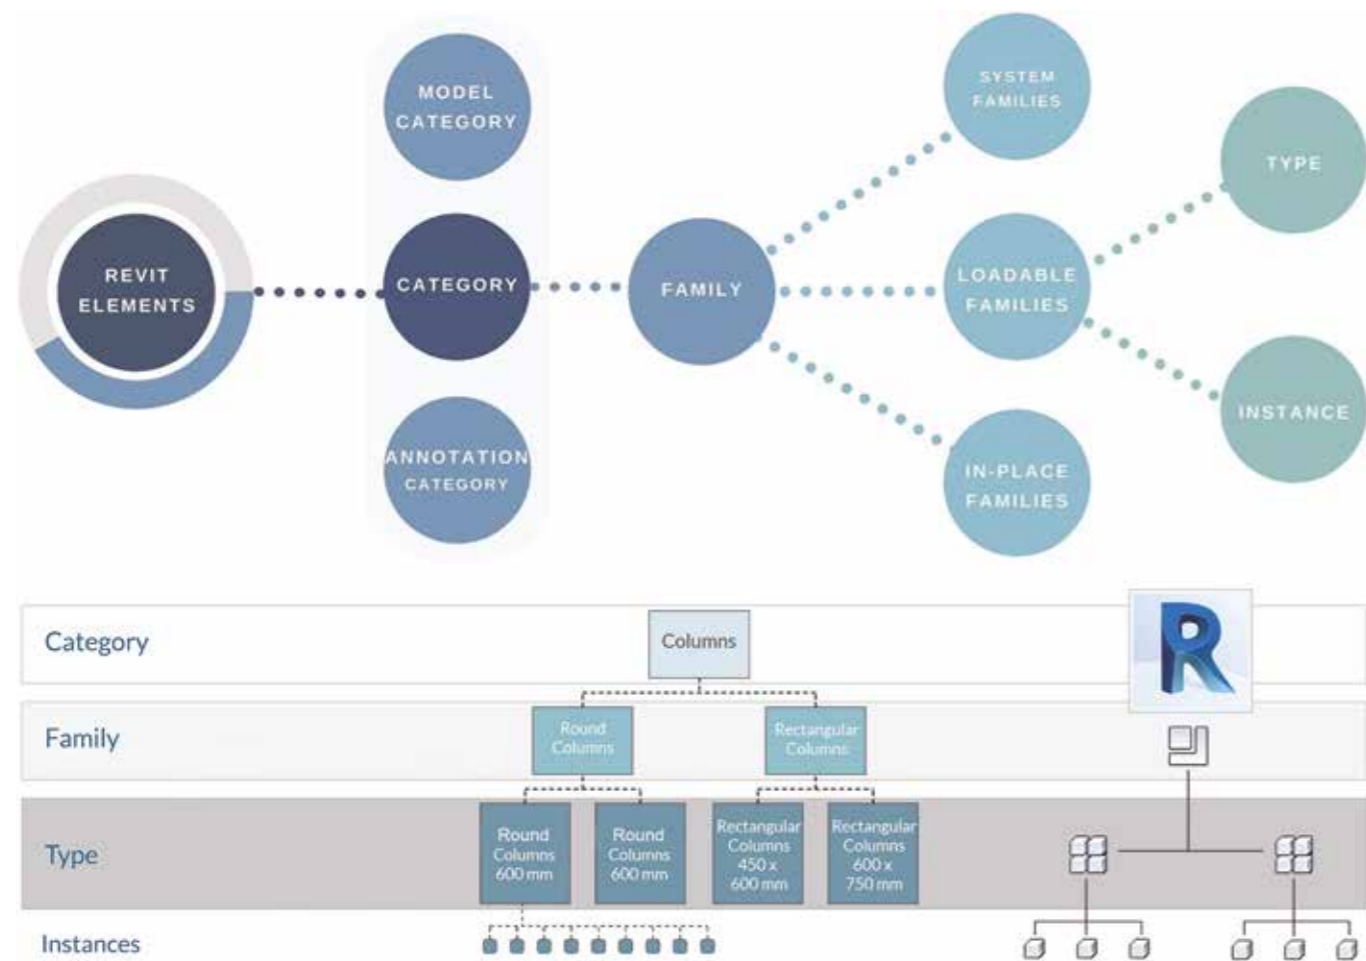 MODEL
CATEGORY
SYSTEM
FAMILIES
TYPE
REVIT
ELEMENTS
CATEGORY
FAMILY
LOADABLE
FAMILIES
INSTANCE
ANNOTATION
CATEGORY
IN-PLACE
FAMILIES
Category
Columns
R
Family
Round
Columns
Rectangular
Columns
Type
Round
Columns
600 mm
Round
Columns
600 mm
Rectangular
Columns
450 x
600 mm
Rectangular
Columns
600 x
750 mm
Instances